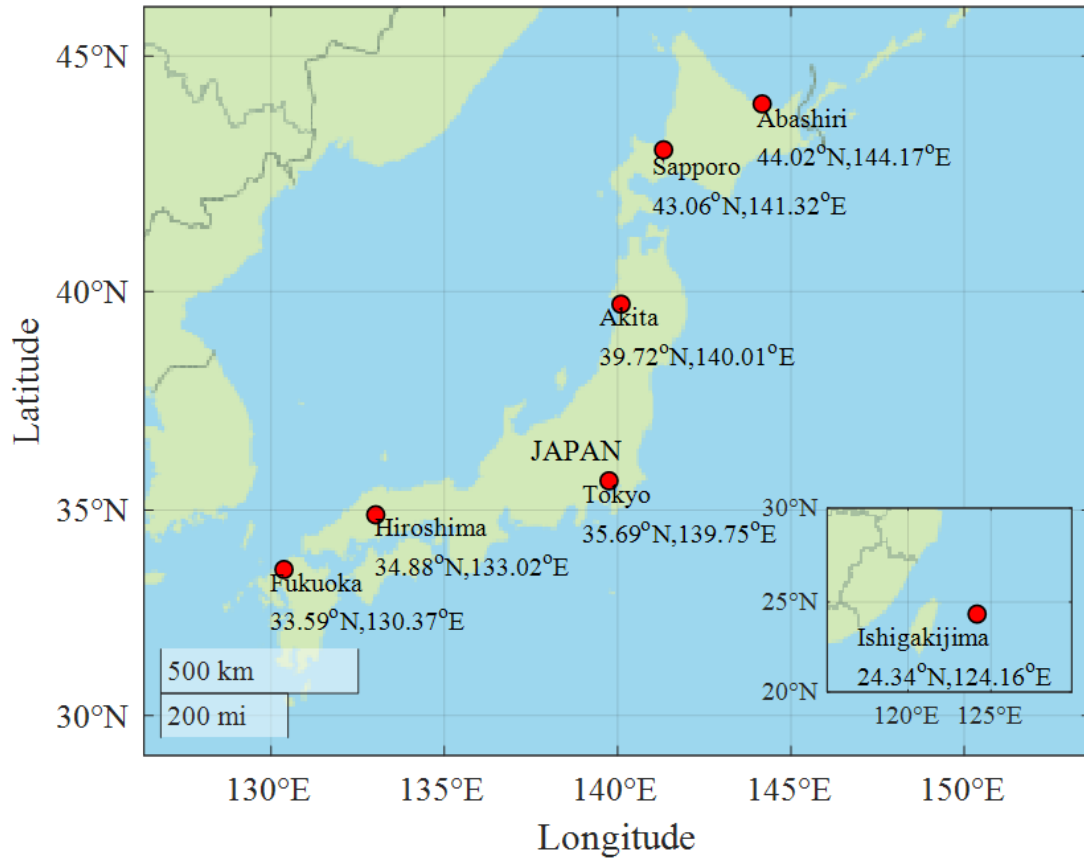 45°N
Abashiri
44.02°N,144.17°E
Sapporo
43.06°N,141.32°E
40°N
Akita
39.72°N,140.01°E
Latitude
JAPAN
Tokyo
35.69°N,139.75°E
35°N
Hiroshima
34.88°N,133.02°E
Fukuoka
33.59°N,130.37°E
30°N
25°N
20°N
Ishigakijima
24.34°N,124.16°E
120°E 125°E
500 km
200 mi
30°N
130°E 135°E 140°E 145°E 150°E
Longitude